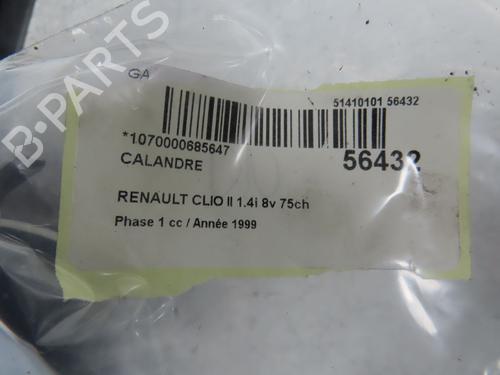 GA
51410101 56432
*1070000685647
CALANDRE
56432
RENAULT CLIO II 1.4i 8v 75ch
Phase 1 cc / Année 1999
B-PARTS